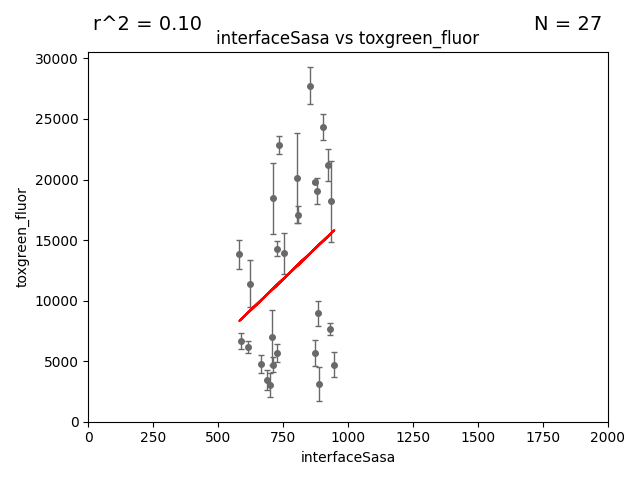 r^2 = 0.10
N = 27
interfaceSasa vs toxgreen_fluor
30000
25000
20000
15000
10000
5000
0
toxgreen_fluor
0 250 500 750 1000 1250 1500 1750 2000
interfaceSasa